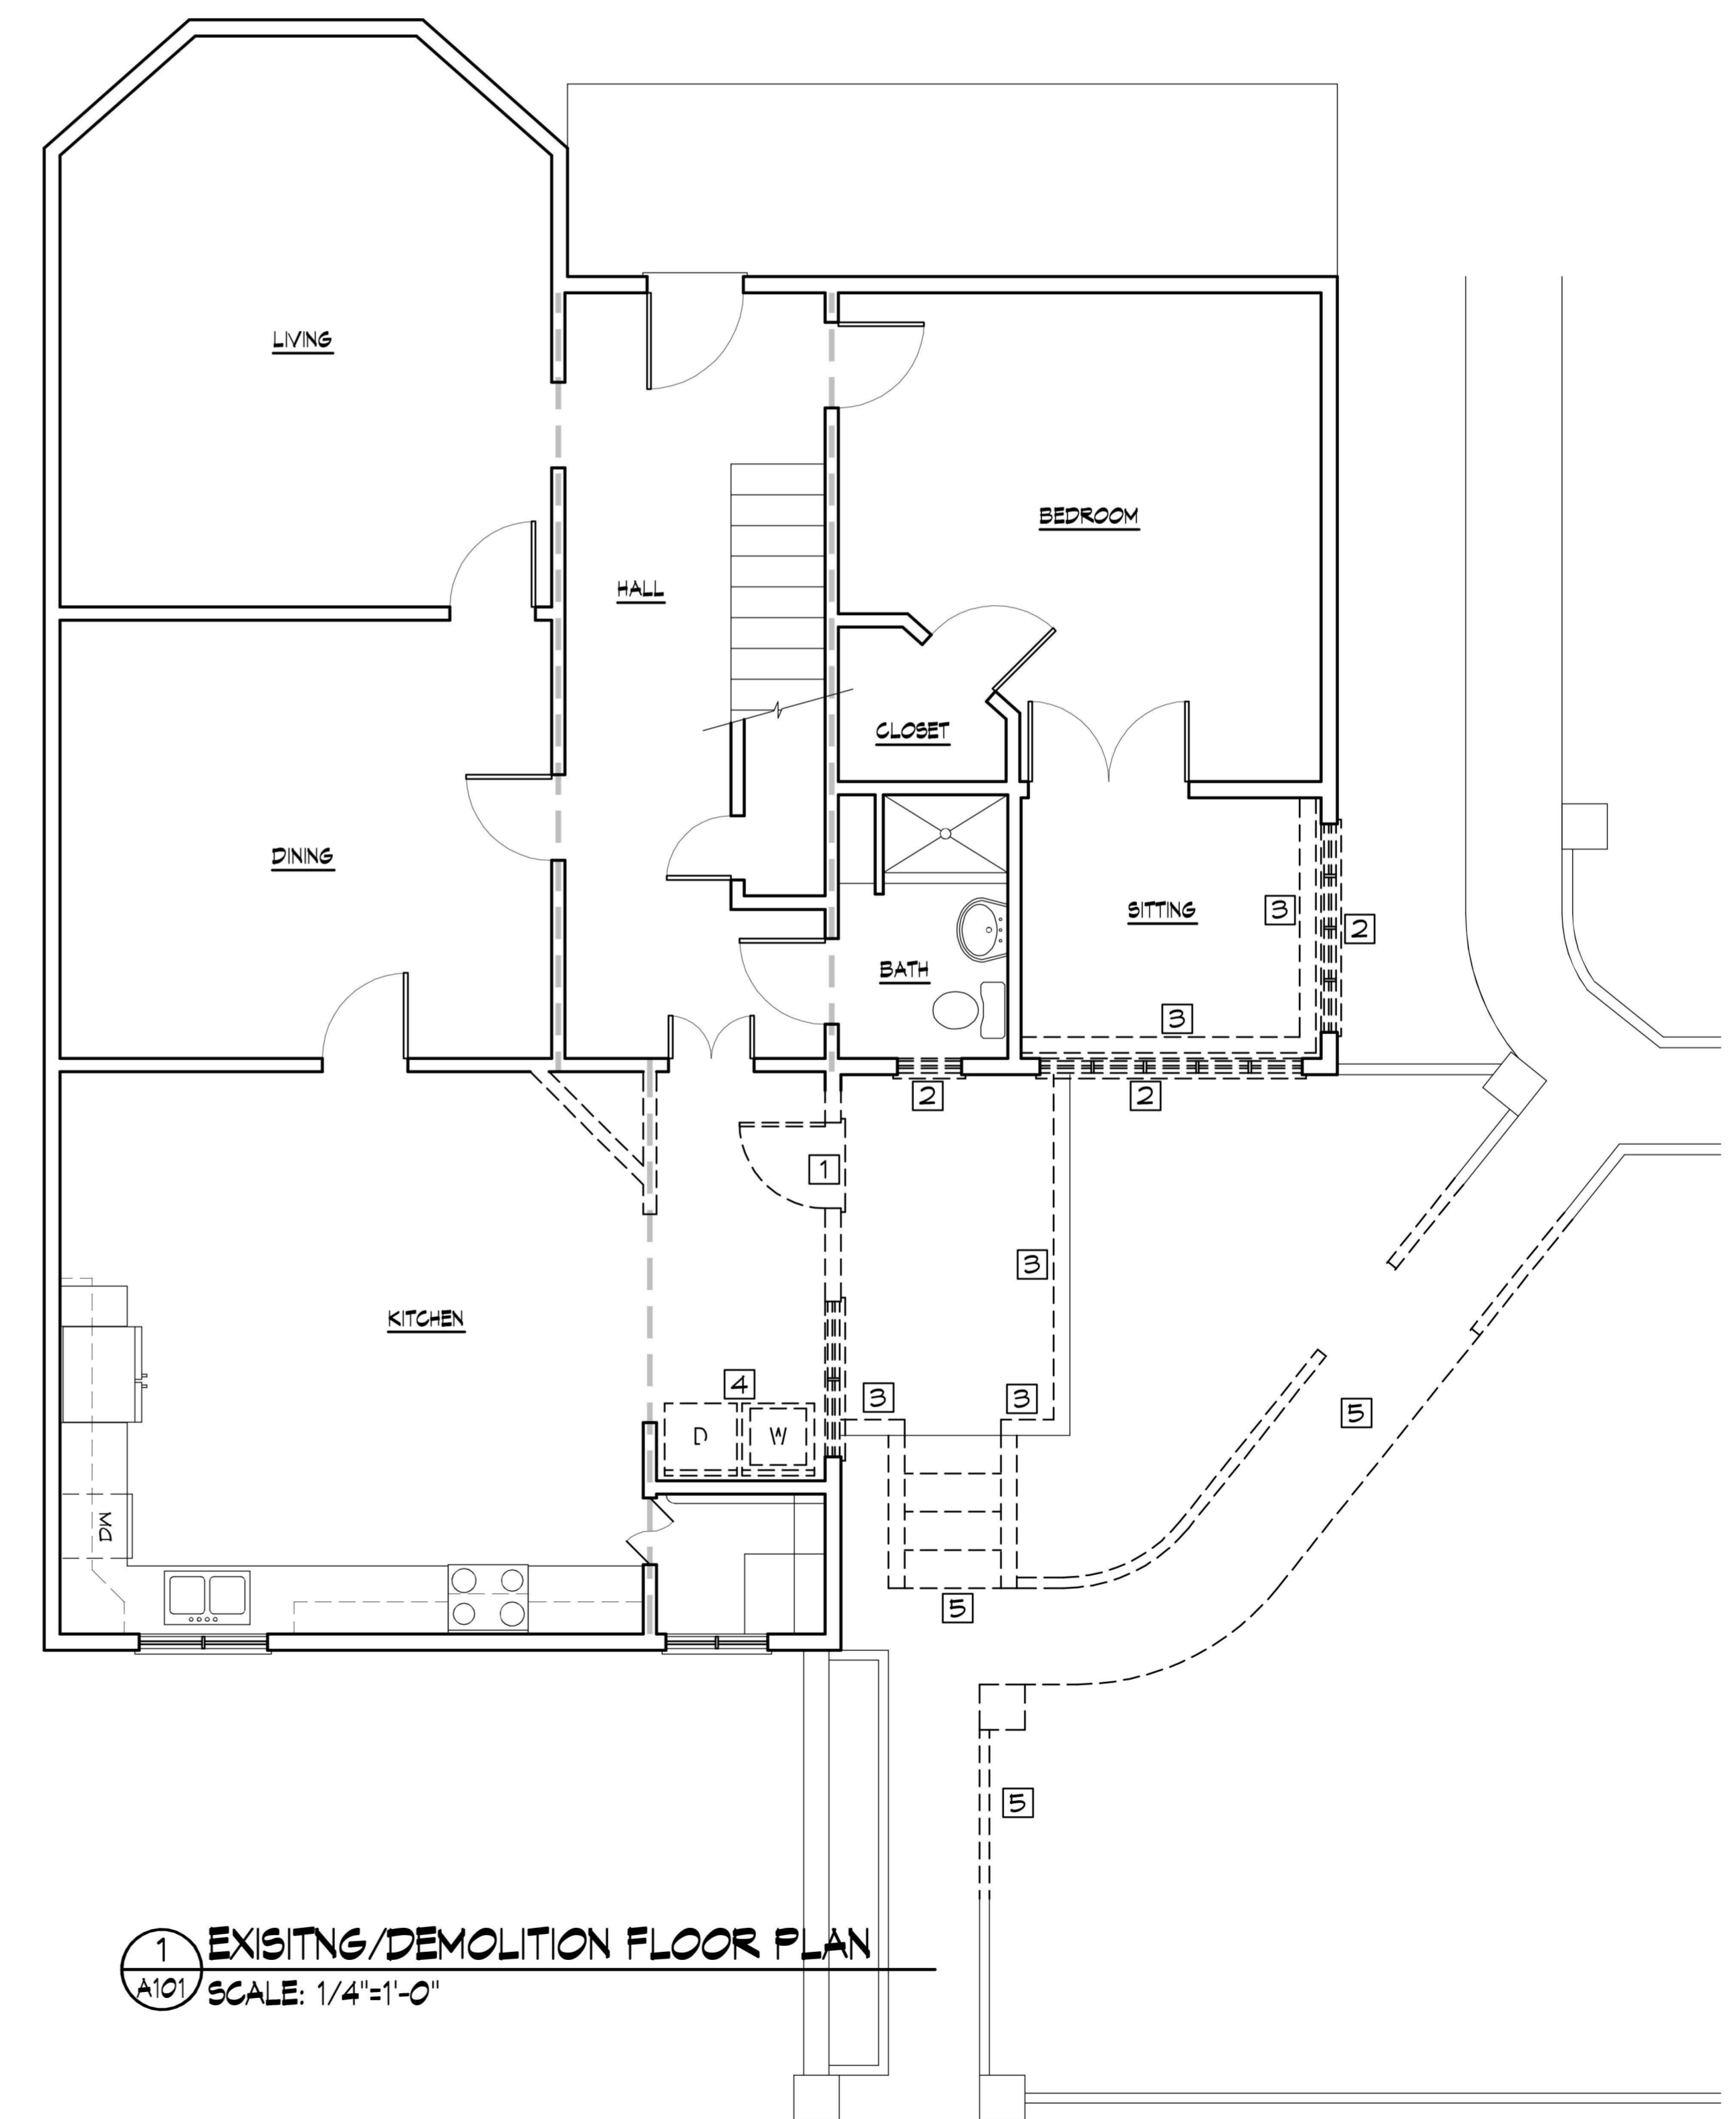 LIVING
BEDROOM
HALL
CLOSET
DINING
SITTING
3
2
BATH
3
2
2
1
3
KITCHEN
4
3
3
D
W
5
DW
5
5
1
A101
EXISITNG/DEMOLITION FLOOR PLAN
SCALE: 1/4"=1'-0"